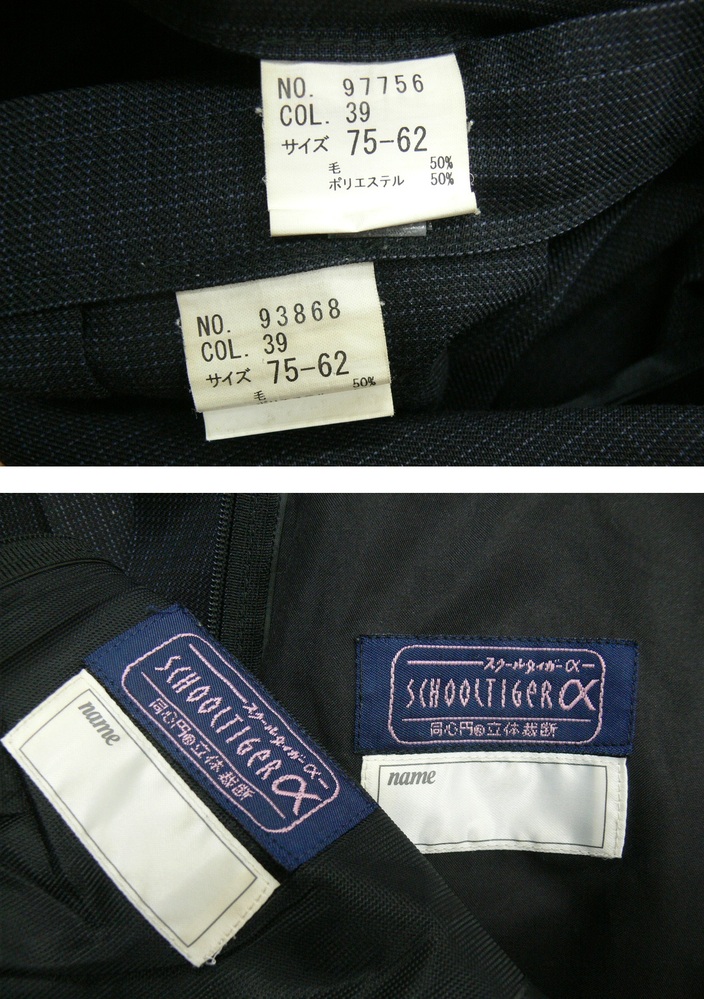 NO. 97756
COL. 39
サイズ 75-62
毛 50%
ポリエステル 50%
NO. 93868
COL. 39
サイズ 75-62
毛 50%
スクールタイガーα
SCHOOLTIGERα
同心円®立体裁断
name
スクールタイガーα
SCHOOLTIGERα
同心円®立体裁断
name